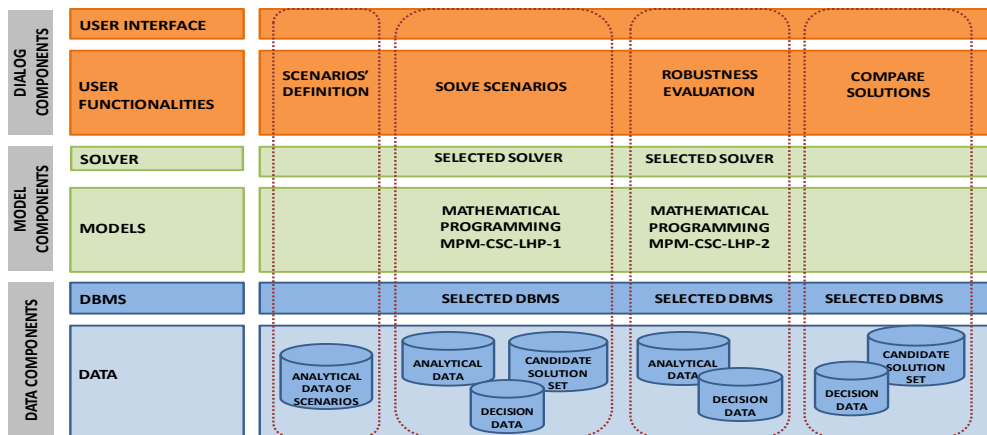 DIALOG
COMPONENTS
USER INTERFACE
USER
FUNCTIONALITIES
SCENARIOS'
DEFINITION
SOLVE SCENARIOS
ROBUSTNESS
EVALUATION
COMPARE
SOLUTIONS
MODEL
COMPONENTS
SOLVER
SELECTED SOLVER
SELECTED SOLVER
MODELS
MATHEMATICAL
PROGRAMMING
MPM-CSC-LHP-1
MATHEMATICAL
PROGRAMMING
MPM-CSC-LHP-2
DATA COMPONENTS
DBMS
SELECTED DBMS
SELECTED DBMS
SELECTED DBMS
DATA
ANALYTICAL
DATA OF
SCENARIOS
ANALYTICAL
DATA
CANDIDATE
SOLUTION
SET
DECISION
DATA
ANALYTICAL
DATA
DECISION
DATA
CANDIDATE
SOLUTION
SET
DECISION
DATA